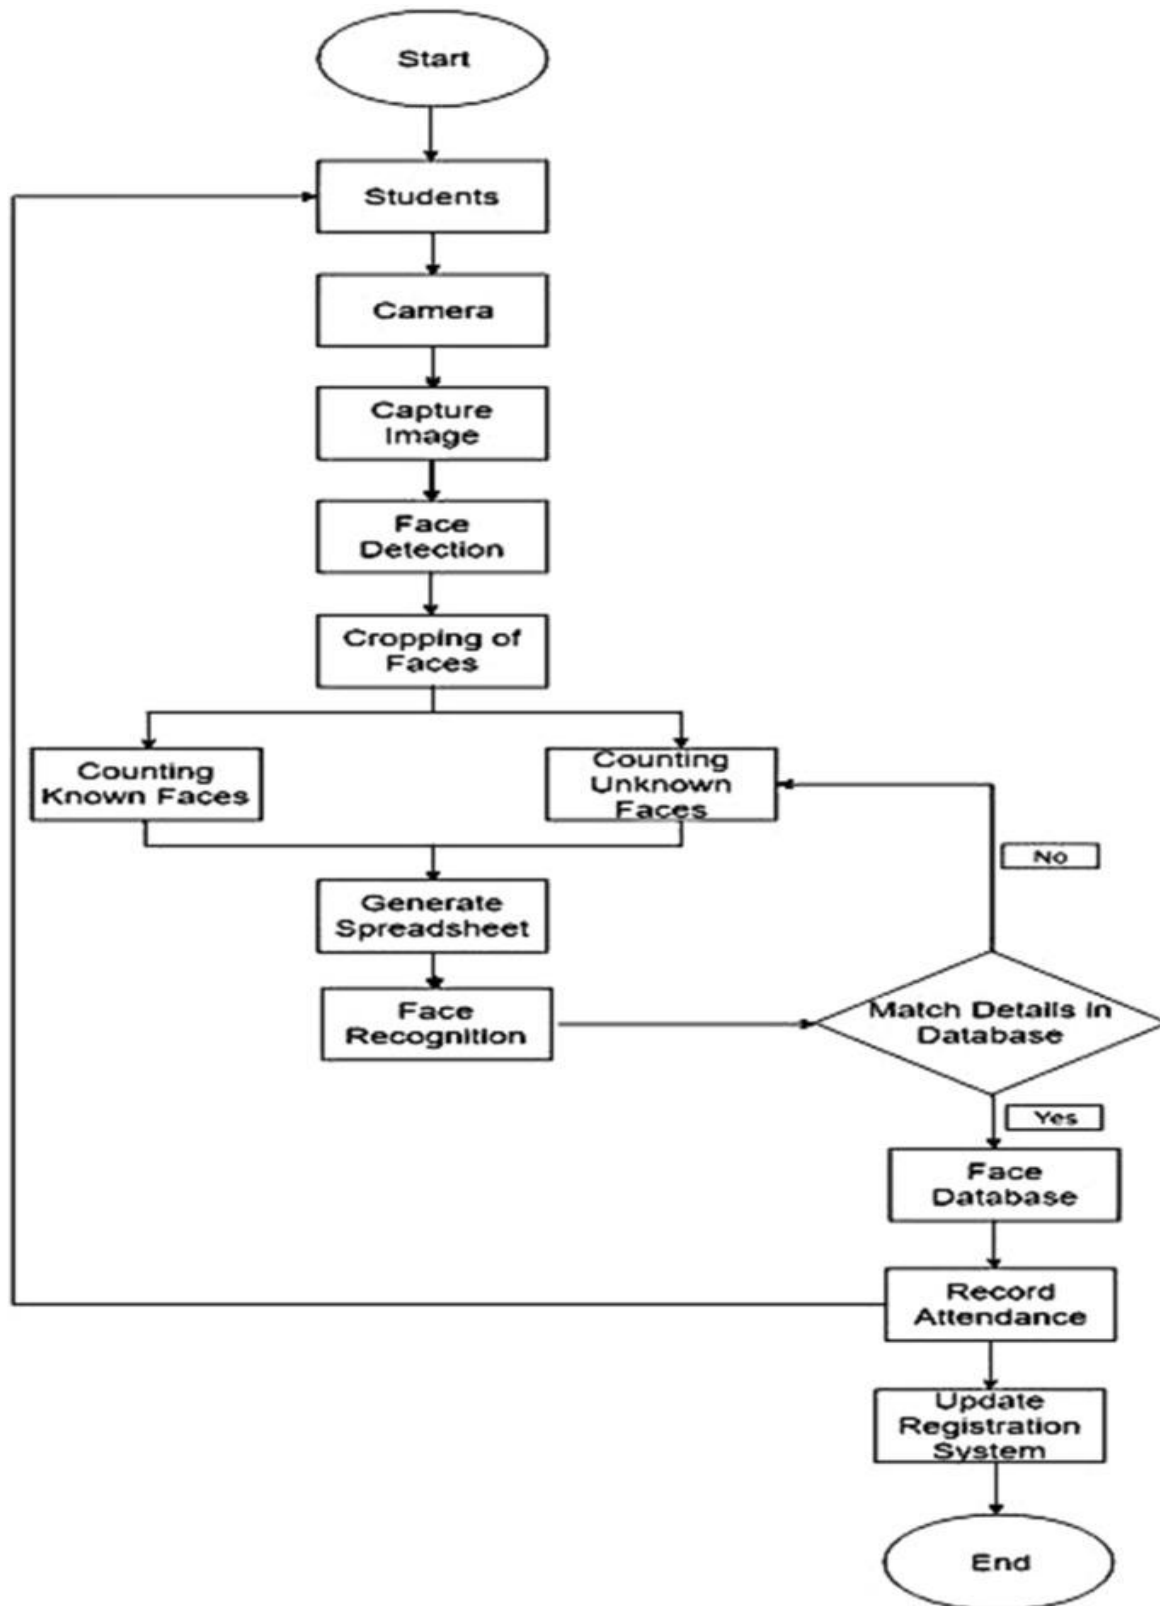 Start
Students
Camera
Capture
Image
Face
Detection
Cropping of
Faces
Counting
Known Faces
Counting
Unknown
Faces
No
Generate
Spreadsheet
Face
Recognition
Match Details in
Database
Yes
Face
Database
Record
Attendance
Update
Registration
System
End